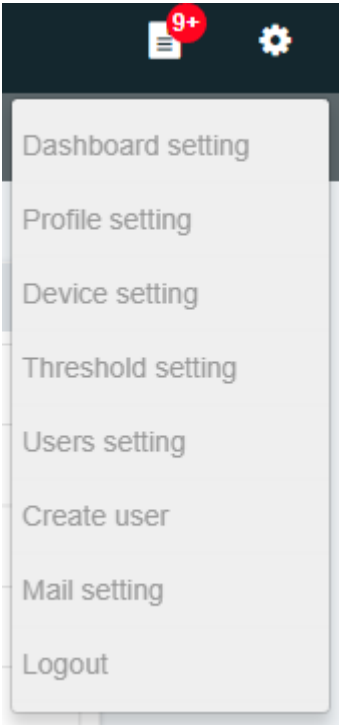 9+
Dashboard setting
Profile setting
Device setting
Threshold setting
Users setting
Create user
Mail setting
Logout